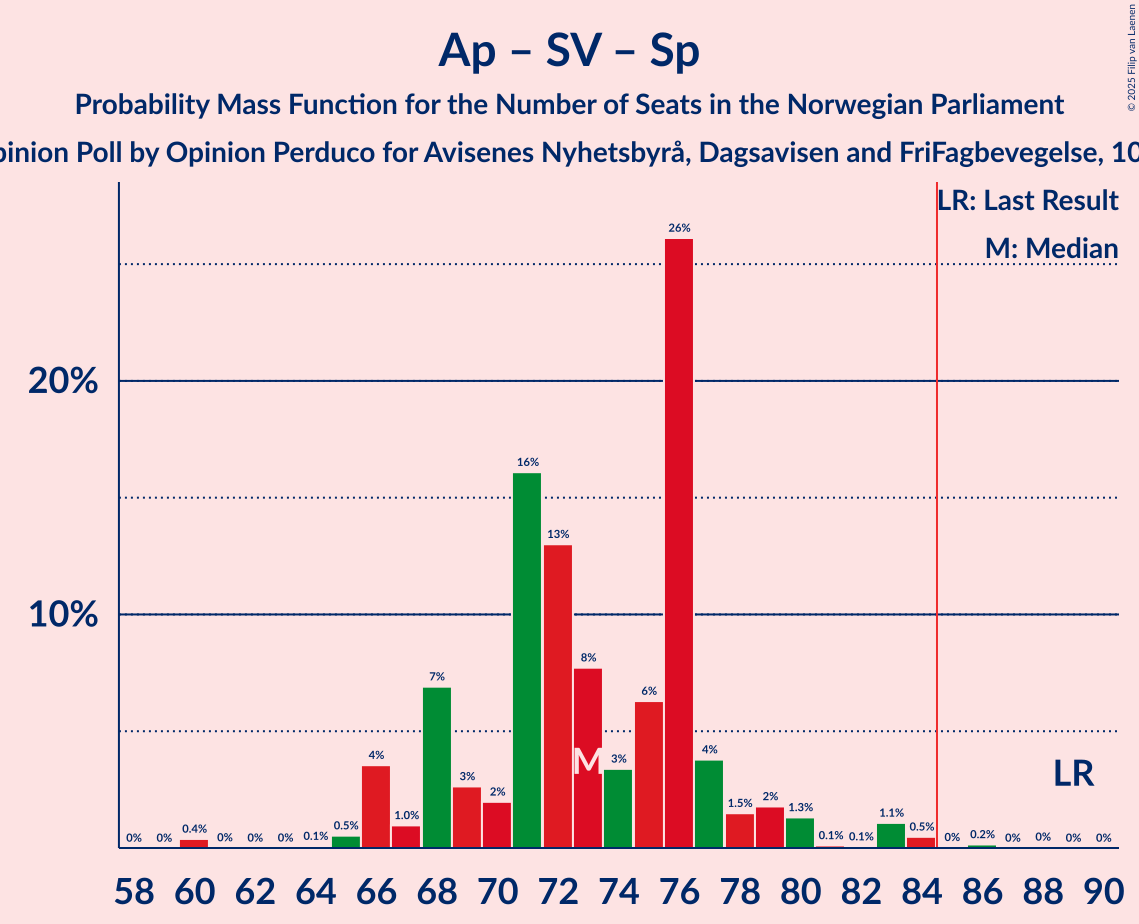 Ap – SV – Sp
Probability Mass Function for the Number of Seats in the Norwegian Parliament
pinion Poll by Opinion Perduco for Avisenes Nyhetsbyrå, Dagsavisen and FriFagbevegelse, 10
© 2025 Filip van Laenen
LR: Last Result
M: Median
20%
10%
0% 0% 0.4% 0% 0% 0% 0.1% 0.5% 4% 1.0% 7% 3% 2% 16% 13% 8% 3% 6% 26% 4% 1.5% 2% 1.3% 0.1% 0.1% 1.1% 0.5% 0% 0.2% 0% 0% 0% 0%
M
LR
58 60 62 64 66 68 70 72 74 76 78 80 82 84 86 88 90